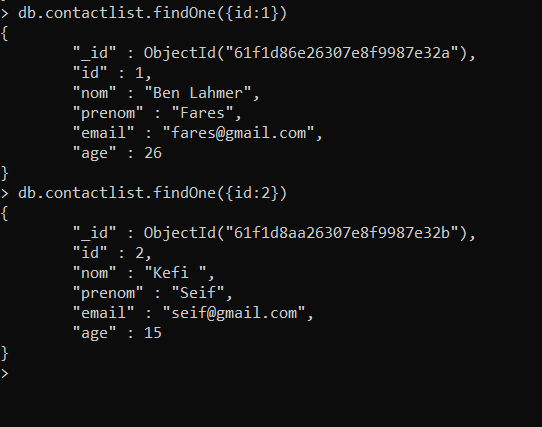 > db.contactlist.findOne({id:1})
{
        "_id" : ObjectId("61f1d86e26307e8f9987e32a"),
        "id" : 1,
        "nom" : "Ben Lahmer",
        "prenom" : "Fares",
        "email" : "fares@gmail.com",
        "age" : 26
}
> db.contactlist.findOne({id:2})
{
        "_id" : ObjectId("61f1d8aa26307e8f9987e32b"),
        "id" : 2,
        "nom" : "Kefi ",
        "prenom" : "Seif",
        "email" : "seif@gmail.com",
        "age" : 15
}
>